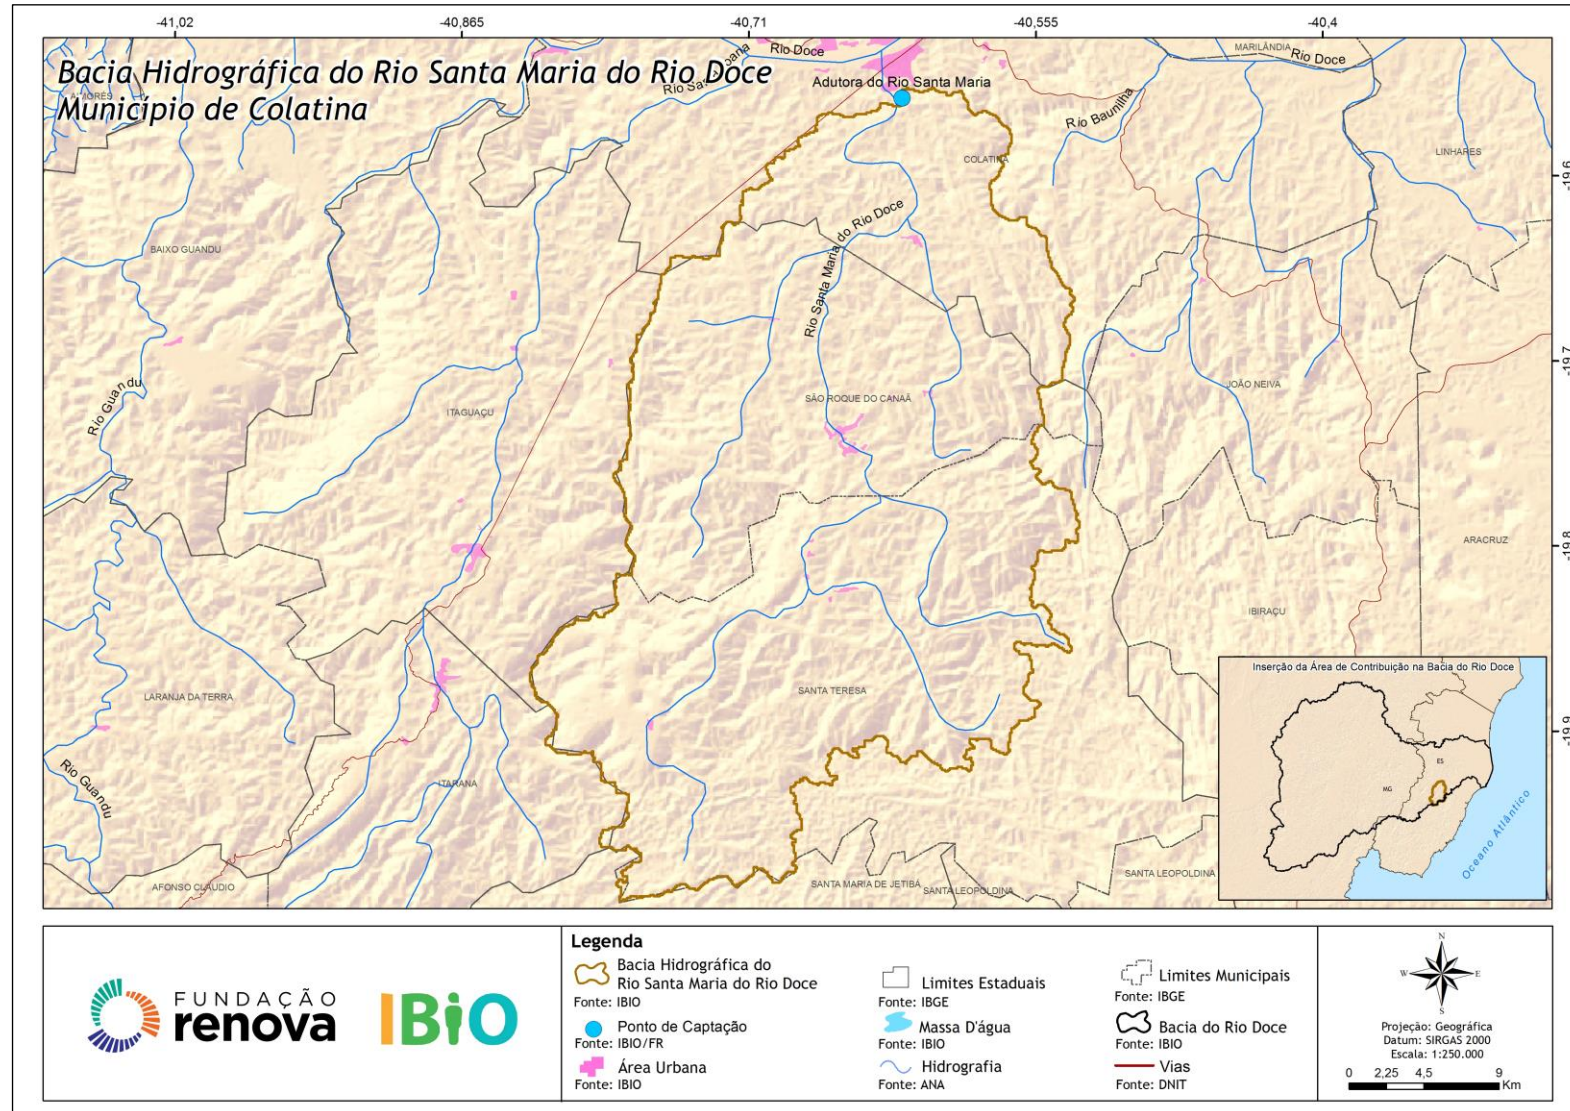 -41,02
-40,865
-40,71
-40,555
-40,4
Bacia Hidrográfica do Rio Santa Maria do Rio Doce
Município de Colatina
AIMORÉS
Rio Doce
Adutora do Rio Santa Maria
MARILÂNDIA
Rio Doce
Rio Baunilha
COLATINA
LINHARES
-19,6
BAIXO GUANDU
Rio Santa Maria do Rio Doce
-19,7
Rio Guandu
ITAGUAÇU
SÃO ROQUE DO CANAÃ
JOÃO NEIVA
-19,8
ARACRUZ
IBIRAÇU
LARANJA DA TERRA
SANTA TERESA
-19,9
Rio Guandu
ITARANA
AFONSO CLÁUDIO
SANTA MARIA DE JETIBÁ
SANTA LEOPOLDINA
SANTA LEOPOLDINA
Inserção da Área de Contribuição na Bacia do Rio Doce
ES
MG
Oceano Atlântico
FUNDAÇÃO
renova
IBiO
Legenda
Bacia Hidrográfica do
Rio Santa Maria do Rio Doce
Fonte: IBIO
Ponto de Captação
Fonte: IBIO/FR
Área Urbana
Fonte: IBIO
Limites Estaduais
Fonte: IBGE
Massa D'água
Fonte: IBIO
Hidrografia
Fonte: ANA
Limites Municipais
Fonte: IBGE
Bacia do Rio Doce
Fonte: IBIO
Vias
Fonte: DNIT
N
W
E
S
Projeção: Geográfica
Datum: SIRGAS 2000
Escala: 1:250.000
0 2,25 4,5 9
Km